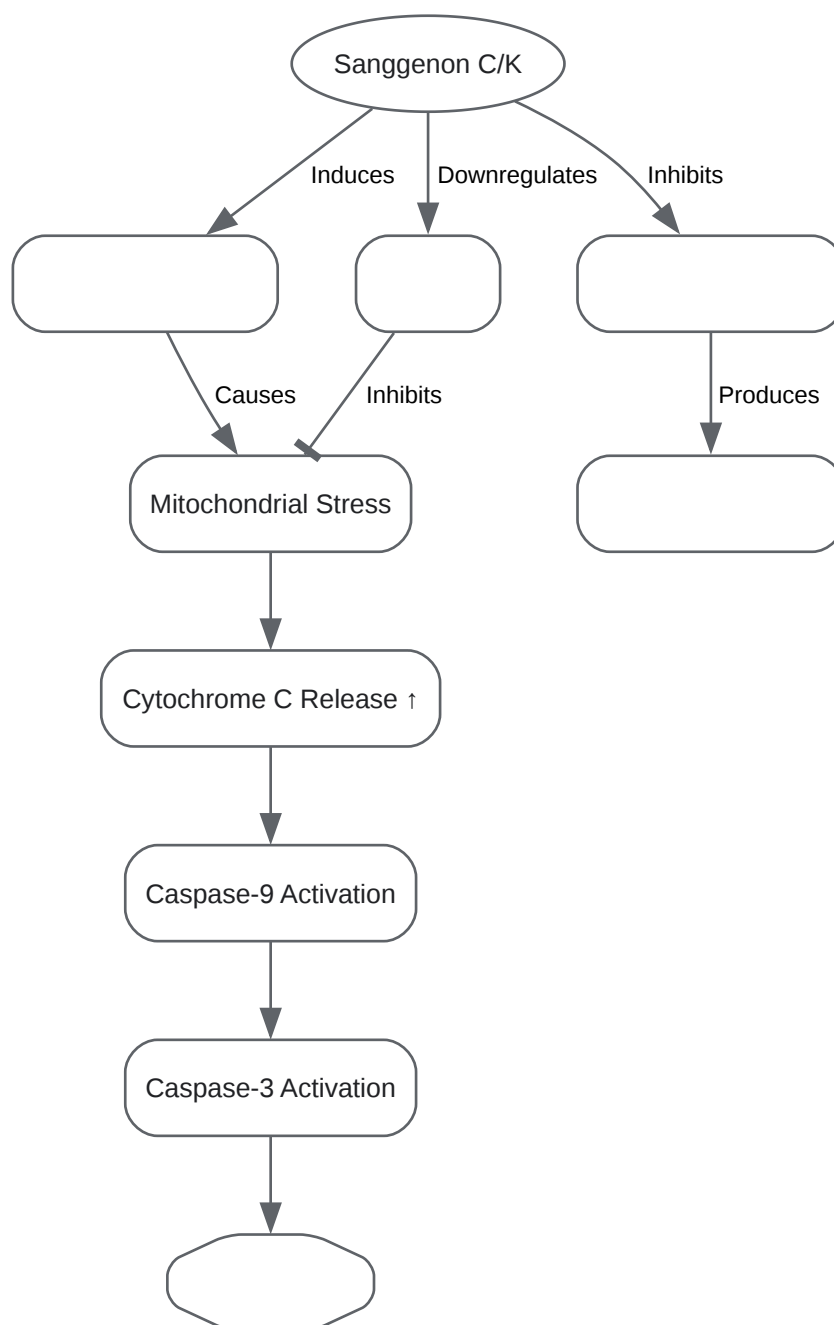 Sanggenon C/K
Induces
Downregulates
Inhibits
Causes
Inhibits
Produces
Mitochondrial Stress
Cytochrome C Release ↑
Caspase-9 Activation
Caspase-3 Activation